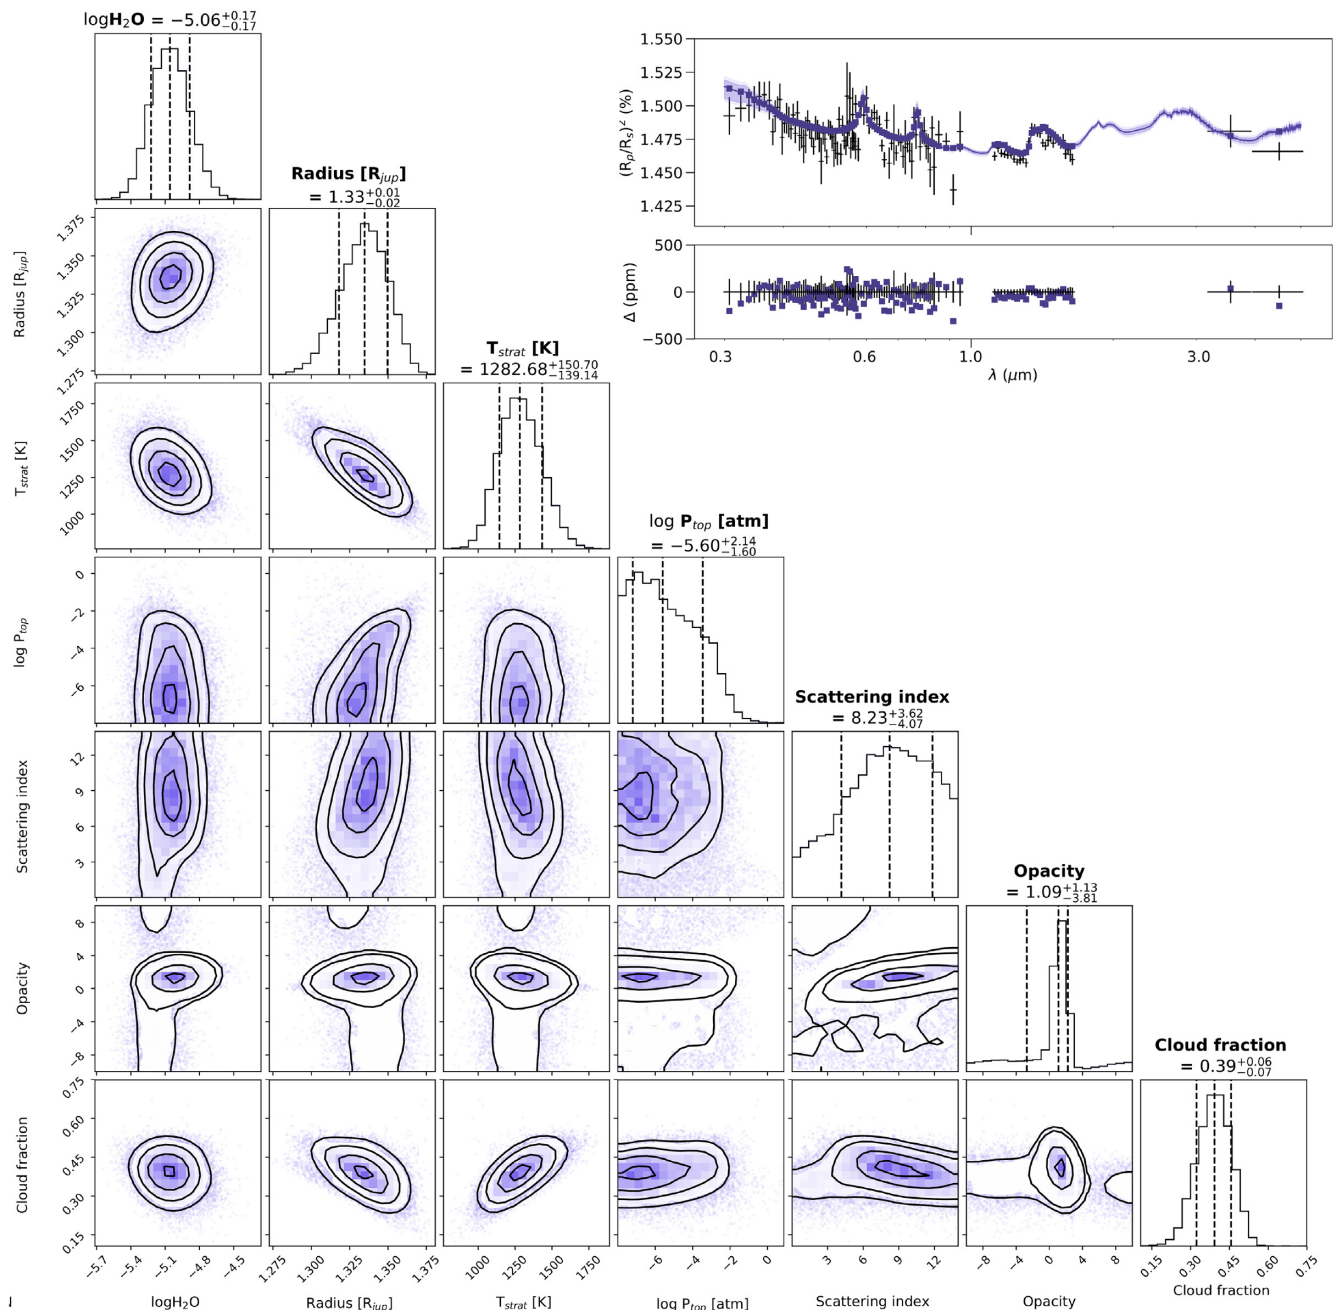 logH₂O = −5.06+0.17−0.17
1.550
1.525
1.500
1.475
1.450
1.425
(Rₚ/Rₛ)² (%)
500
0
−500
Δ (ppm)
0.3 0.6 1.0 3.0
λ (μm)
Radius [Rjup]
= 1.33+0.01−0.02
Radius [Rjup]
1.375
1.350
1.325
1.300
1.275
Tstrat [K]
= 1282.68+150.70−139.14
Tstrat [K]
1750
1500
1250
1000
log Ptop [atm]
= −5.60+2.14−1.60
log Ptop
0
−2
−4
−6
Scattering index
= 8.23+3.62−4.07
Scattering index
12
9
6
3
Opacity
= 1.09+1.13−3.81
Opacity
8
4
0
−4
−8
Cloud fraction
= 0.39+0.06−0.07
Cloud fraction
0.75
0.60
0.45
0.30
0.15
−5.7 −5.4 −5.1 −4.8 −4.5 1.275 1.300 1.325 1.350 1.375 1000 1250 1500 1750 −6 −4 −2 0 3 6 9 12 −8 −4 0 4 8 0.15 0.30 0.45 0.60 0.75
logH₂O Radius [Rjup] Tstrat [K] log Ptop [atm] Scattering index Opacity Cloud fraction